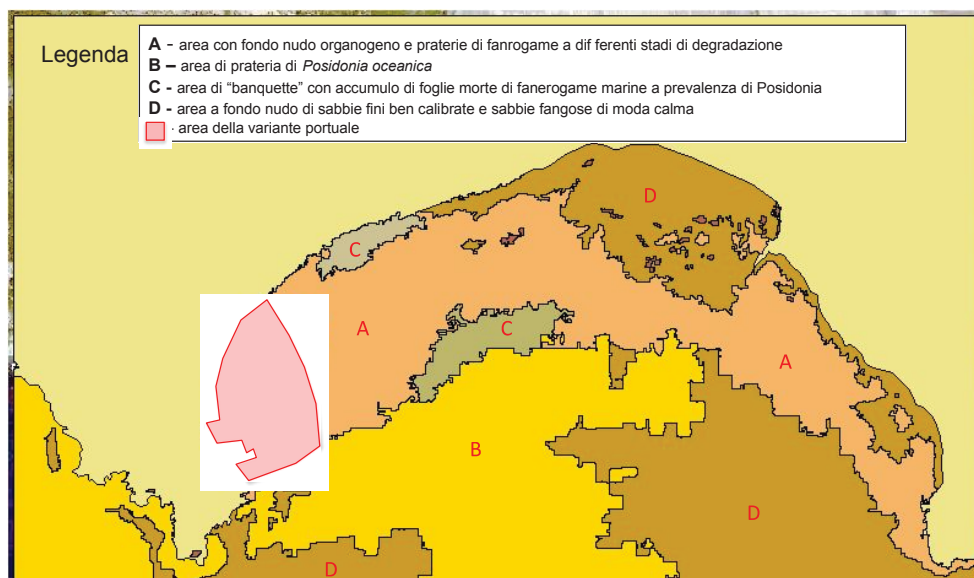 Legenda
A - area con fondo nudo organogeno e praterie di fanrogame a dif ferenti stadi di degradazione
B – area di prateria di Posidonia oceanica
C - area di “banquette” con accumulo di foglie morte di fanerogame marine a prevalenza di Posidonia
D - area a fondo nudo di sabbie fini ben calibrate e sabbie fangose di moda calma
- area della variante portuale
D
C
A
C
A
B
D
D